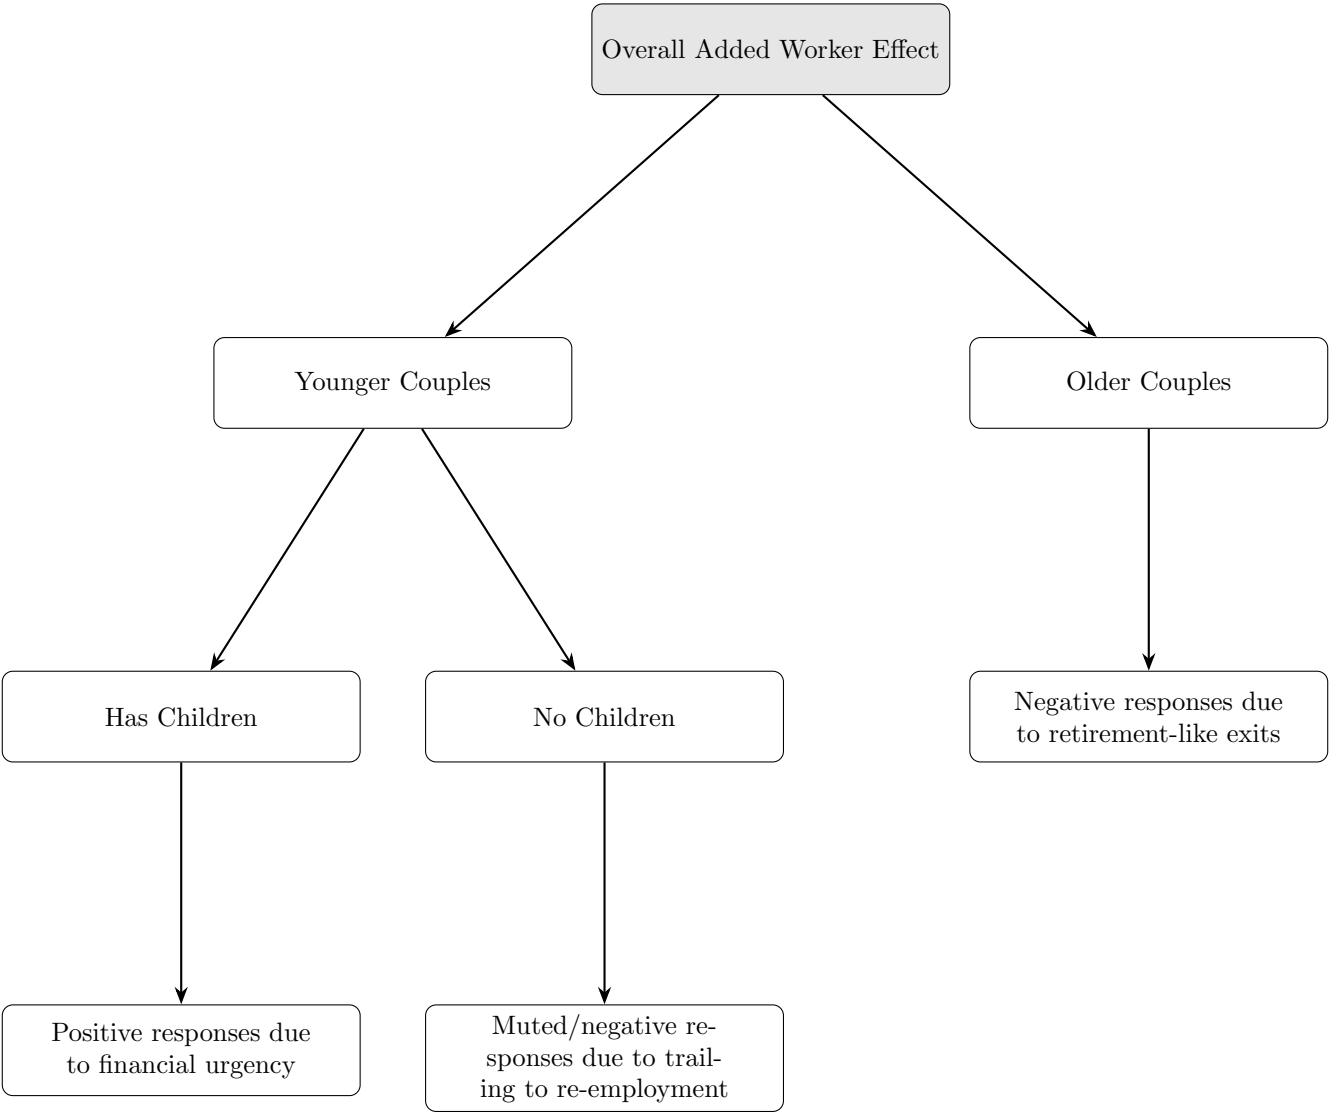 Overall Added Worker Effect
Younger Couples
Older Couples
Has Children
No Children
Negative responses due
to retirement-like exits
Positive responses due
to financial urgency
Muted/negative re-
sponses due to trail-
ing to re-employment